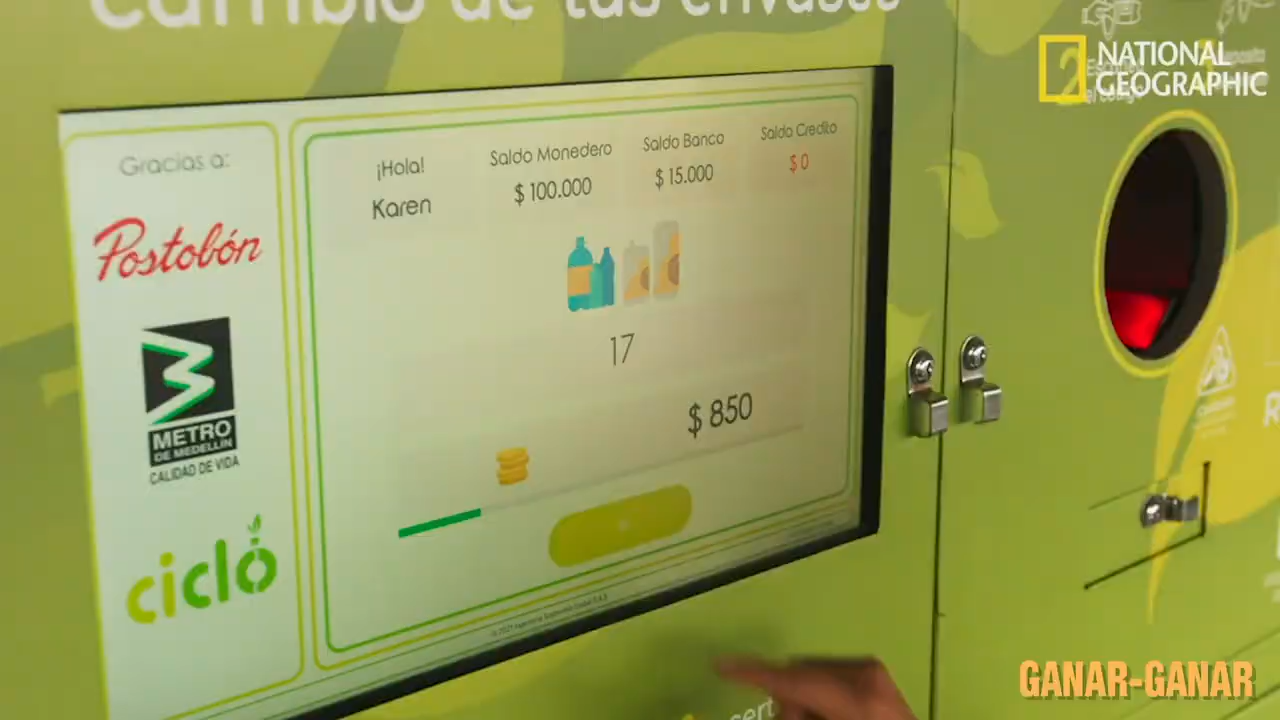 Cambio de tus envases
NATIONAL
GEOGRAPHIC
Gracias a:
Postobón
METRO
DE MEDELLÍN
CALIDAD DE VIDA
ciclo
¡Hola!
Karen
Saldo Monedero
$ 100.000
Saldo Banco
$ 15.000
Saldo Credito
$ 0
17
$ 850
GANAR-GANAR